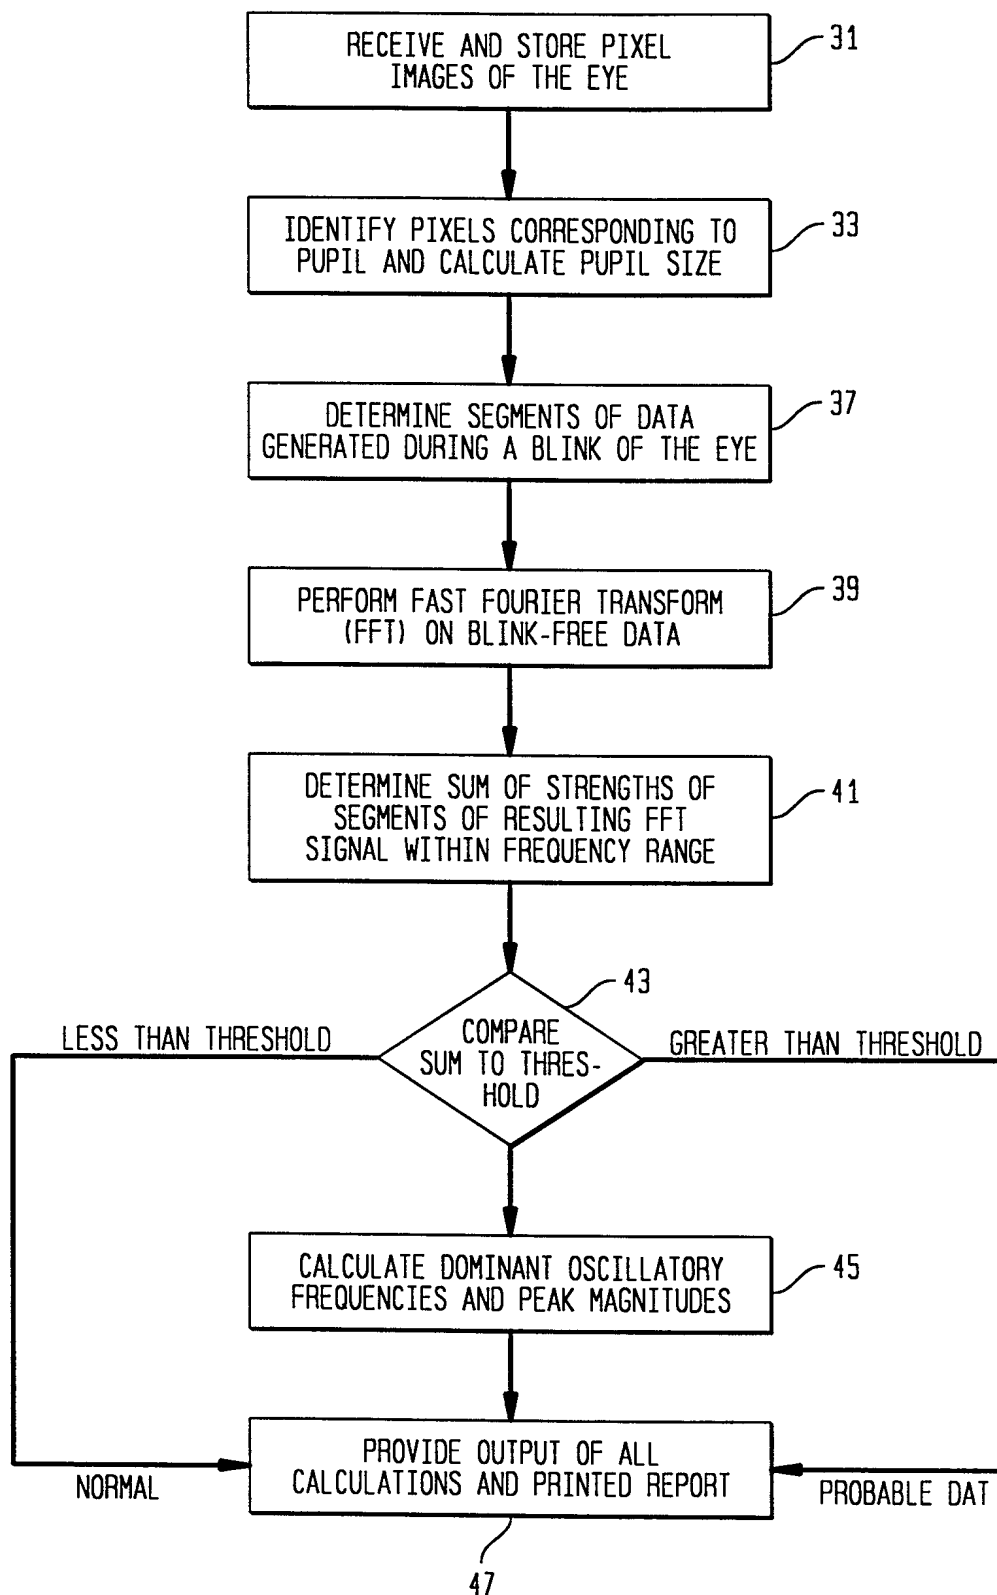 RECEIVE AND STORE PIXEL
IMAGES OF THE EYE
31
IDENTIFY PIXELS CORRESPONDING TO
PUPIL AND CALCULATE PUPIL SIZE
33
DETERMINE SEGMENTS OF DATA
GENERATED DURING A BLINK OF THE EYE
37
PERFORM FAST FOURIER TRANSFORM
(FFT) ON BLINK-FREE DATA
39
DETERMINE SUM OF STRENGTHS OF
SEGMENTS OF RESULTING FFT
SIGNAL WITHIN FREQUENCY RANGE
41
43
LESS THAN THRESHOLD
COMPARE
SUM TO THRES-
HOLD
GREATER THAN THRESHOLD
CALCULATE DOMINANT OSCILLATORY
FREQUENCIES AND PEAK MAGNITUDES
45
PROVIDE OUTPUT OF ALL
CALCULATIONS AND PRINTED REPORT
NORMAL
PROBABLE DAT
47